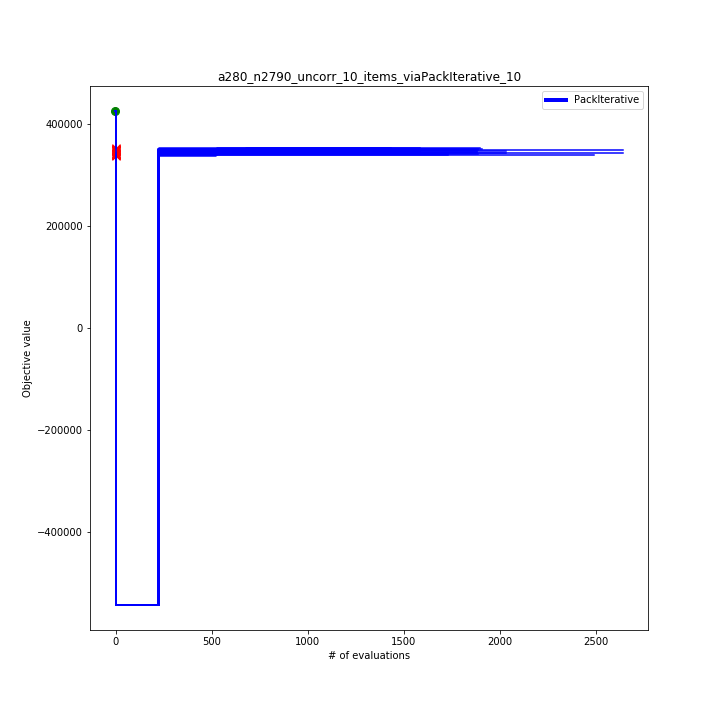 a280_n2790_uncorr_10_items_viaPackIterative_10
PackIterative
400000
200000
0
−200000
−400000
Objective value
0 500 1000 1500 2000 2500
# of evaluations